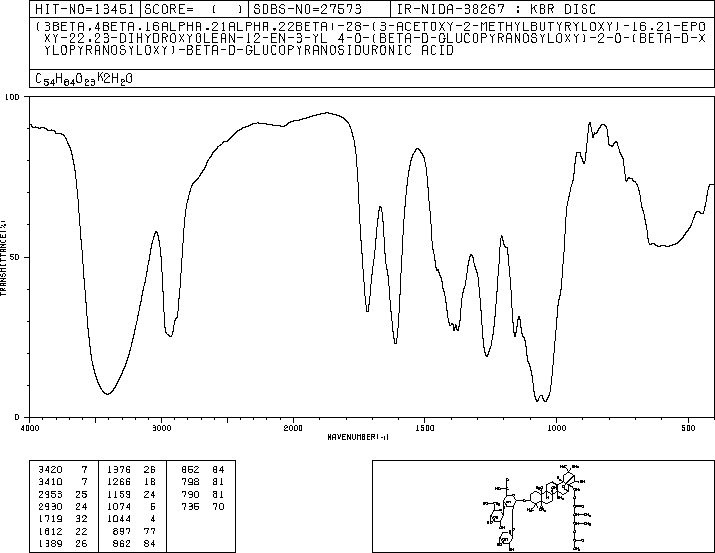 HIT-NO=13451 SCORE= ( ) SDBS-NO=27573 IR-NIDA-38267 : KBR DISC
(3BETA,4BETA,16ALPHA,21ALPHA,22BETA)-28-(3-ACETOXY-2-METHYLBUTYRYLOXY)-16,21-EPO
XY-22,23-DIHYDROXYOLEAN-12-EN-3-YL 4-O-(BETA-D-GLUCOPYRANOSYLOXY)-2-O-(BETA-D-X
YLOPYRANOSYLOXY)-BETA-D-GLUCOPYRANOSIDURONIC ACID
C54H84O23K2H2O
100
50
0
TRANSMITTANCE(%)
4000 3000 2000 1500 1000 500
WAVENUMBER(-1)
3420 7 1376 26 852 84
3410 7 1266 18 798 81
2953 25 1159 24 790 81
2930 24 1074 5 735 70
1719 32 1044 4
1612 22 897 77
1389 26 862 84